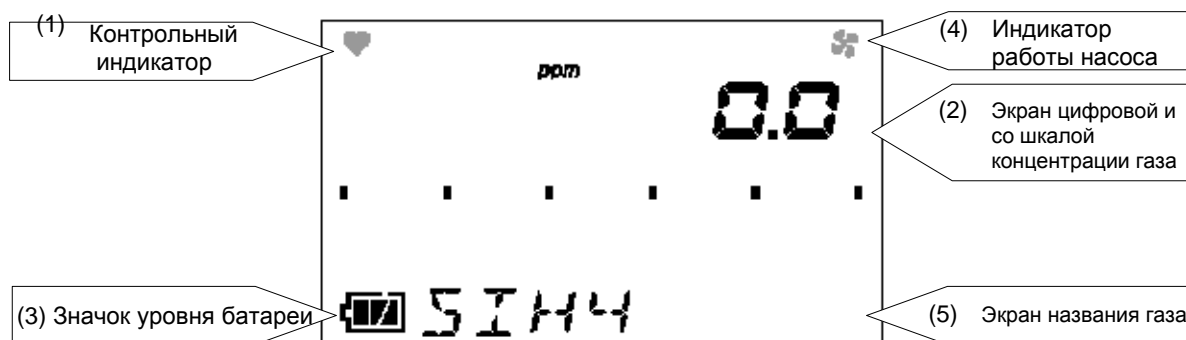 (1) Контрольный
индикатор
(4) Индикатор
работы насоса
ppm
0.0
(2) Экран цифровой и
со шкалой
концентрации газа
(3) Значок уровня батареи
SIH4
(5) Экран названия газа